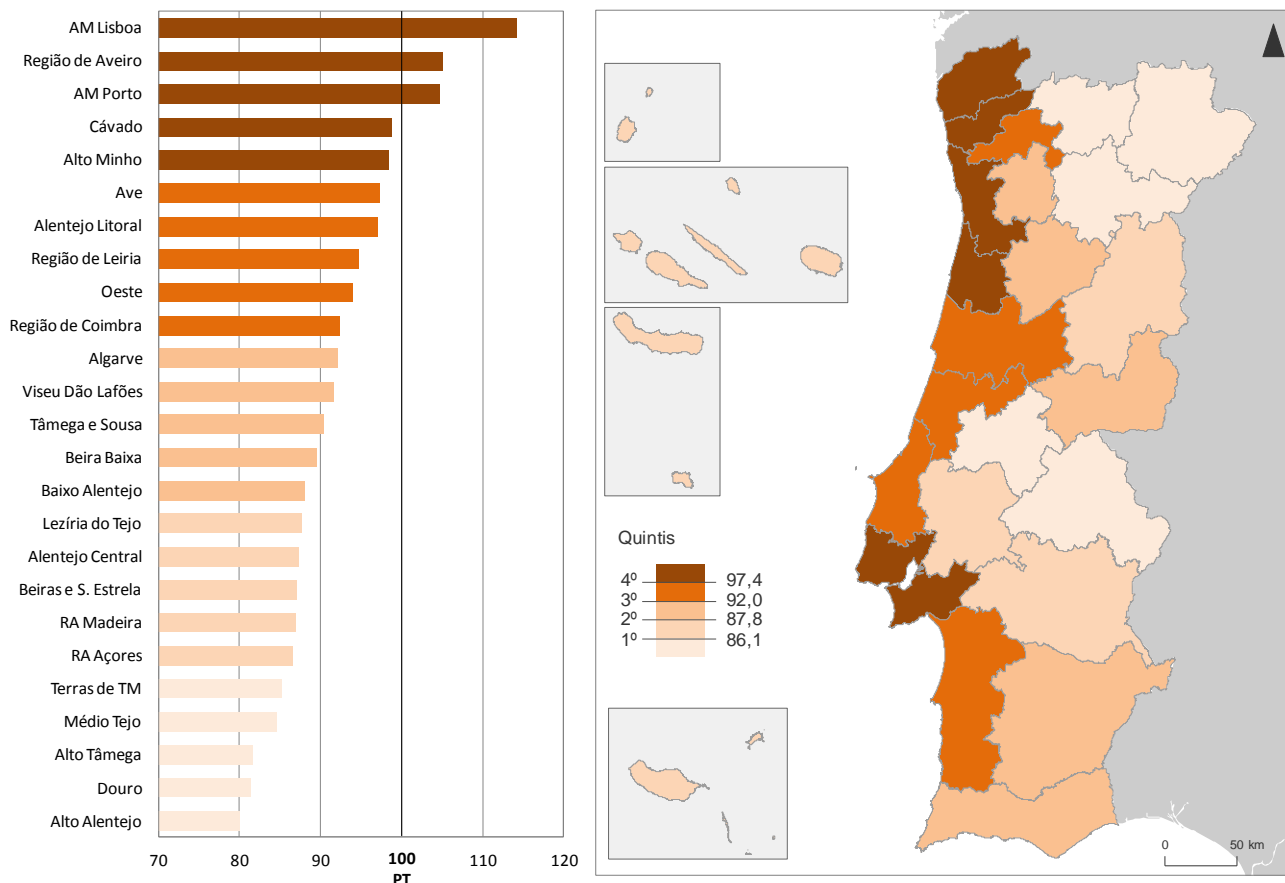 AM Lisboa
Região de Aveiro
AM Porto
Cávado
Alto Minho
Ave
Alentejo Litoral
Região de Leiria
Oeste
Região de Coimbra
Algarve
Viseu Dão Lafões
Tâmega e Sousa
Beira Baixa
Baixo Alentejo
Lezíria do Tejo
Alentejo Central
Beiras e S. Estrela
RA Madeira
RA Açores
Terras de TM
Médio Tejo
Alto Tâmega
Douro
Alto Alentejo
70 80 90 100 110 120
PT
Quintis
4º 97,4
3º 92,0
2º 87,8
1º 86,1
0 50 km